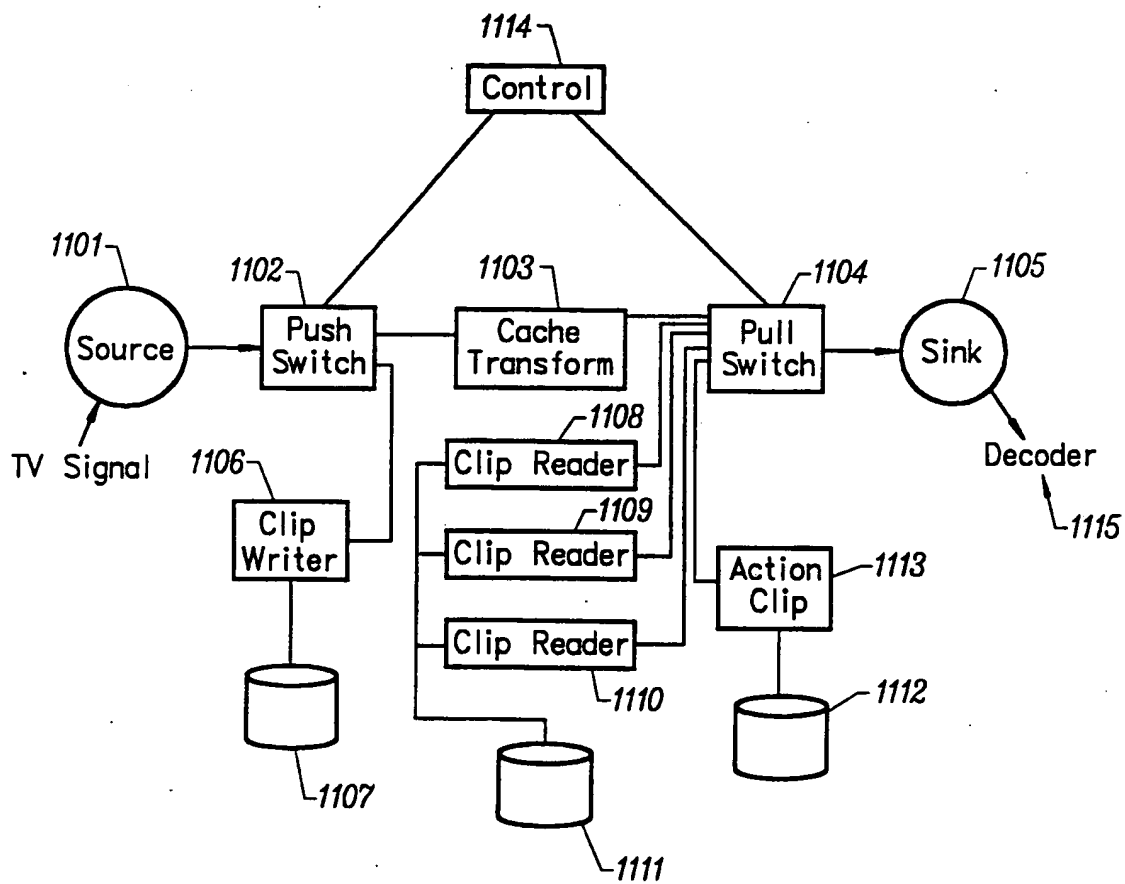 1114
Control
1101
Source
TV Signal
1102
Push
Switch
1103
Cache
Transform
1104
Pull
Switch
1105
Sink
Decoder
1115
1106
Clip
Writer
1107
1108
Clip Reader
1109
Clip Reader
Clip Reader
1110
1111
Action
Clip
1113
1112